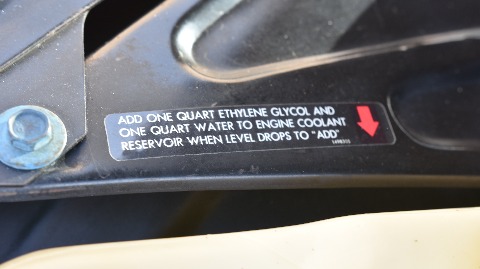 ADD ONE QUART ETHYLENE GLYCOL AND
ONE QUART WATER TO ENGINE COOLANT
RESERVOIR WHEN LEVEL DROPS TO "ADD"